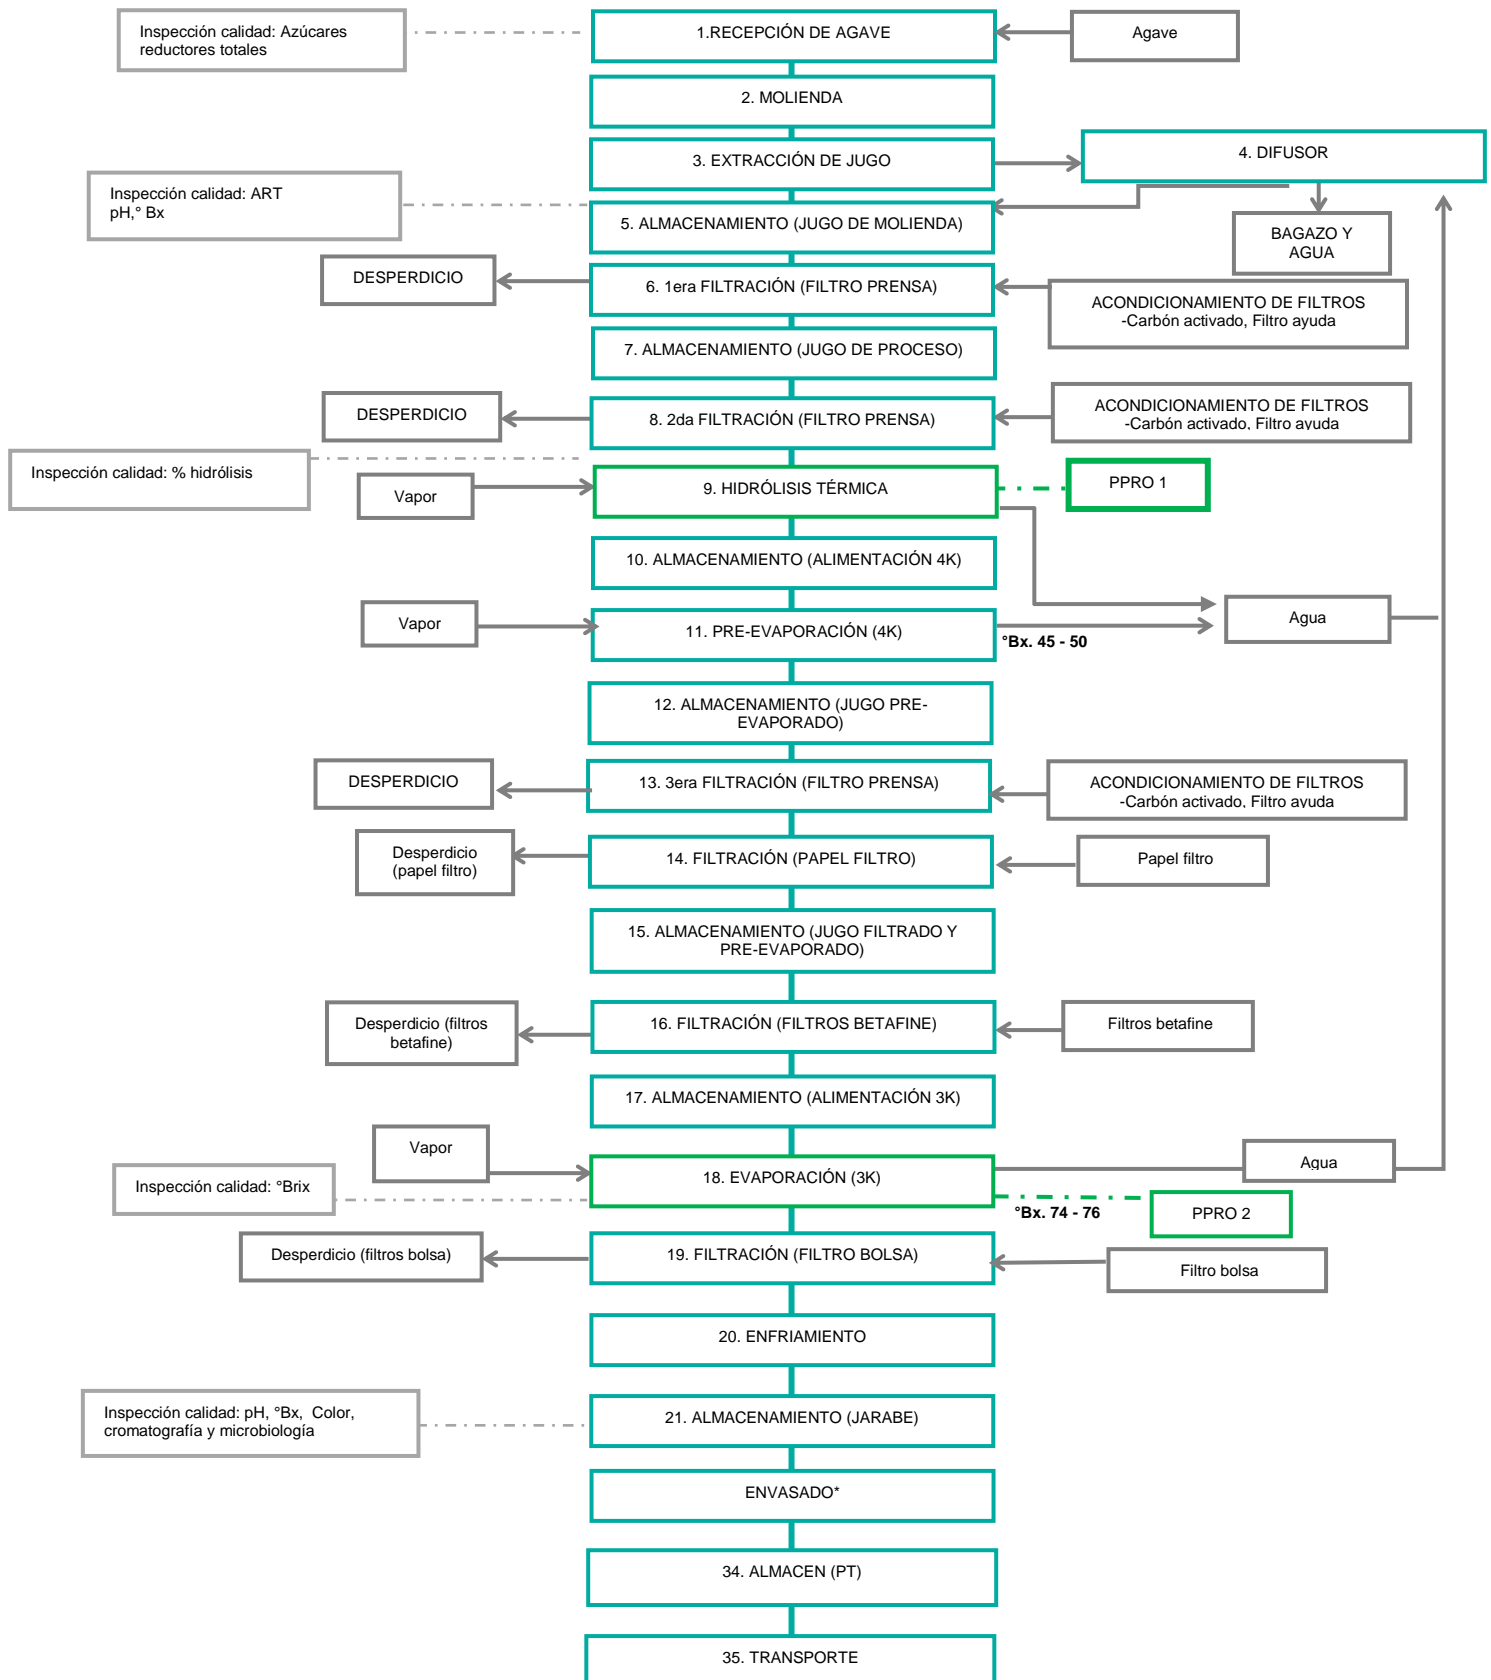 Inspección calidad: Azúcares
reductores totales
1.RECEPCIÓN DE AGAVE
Agave
2. MOLIENDA
3. EXTRACCIÓN DE JUGO
4. DIFUSOR
Inspección calidad: ART
pH,° Bx
5. ALMACENAMIENTO (JUGO DE MOLIENDA)
BAGAZO Y
AGUA
DESPERDICIO
6. 1era FILTRACIÓN (FILTRO PRENSA)
ACONDICIONAMIENTO DE FILTROS
-Carbón activado, Filtro ayuda
7. ALMACENAMIENTO (JUGO DE PROCESO)
DESPERDICIO
8. 2da FILTRACIÓN (FILTRO PRENSA)
ACONDICIONAMIENTO DE FILTROS
-Carbón activado, Filtro ayuda
Inspección calidad: % hidrólisis
Vapor
9. HIDRÓLISIS TÉRMICA
PPRO 1
10. ALMACENAMIENTO (ALIMENTACIÓN 4K)
Vapor
11. PRE-EVAPORACIÓN (4K)
°Bx. 45 - 50
Agua
12. ALMACENAMIENTO (JUGO PRE-
EVAPORADO)
DESPERDICIO
13. 3era FILTRACIÓN (FILTRO PRENSA)
ACONDICIONAMIENTO DE FILTROS
-Carbón activado, Filtro ayuda
Desperdicio
(papel filtro)
14. FILTRACIÓN (PAPEL FILTRO)
Papel filtro
15. ALMACENAMIENTO (JUGO FILTRADO Y
PRE-EVAPORADO)
Desperdicio (filtros
betafine)
16. FILTRACIÓN (FILTROS BETAFINE)
Filtros betafine
17. ALMACENAMIENTO (ALIMENTACIÓN 3K)
Vapor
Inspección calidad: °Brix
18. EVAPORACIÓN (3K)
Agua
°Bx. 74 - 76
PPRO 2
Desperdicio (filtros bolsa)
19. FILTRACIÓN (FILTRO BOLSA)
Filtro bolsa
20. ENFRIAMIENTO
Inspección calidad: pH, °Bx, Color,
cromatografía y microbiología
21. ALMACENAMIENTO (JARABE)
ENVASADO*
34. ALMACEN (PT)
35. TRANSPORTE